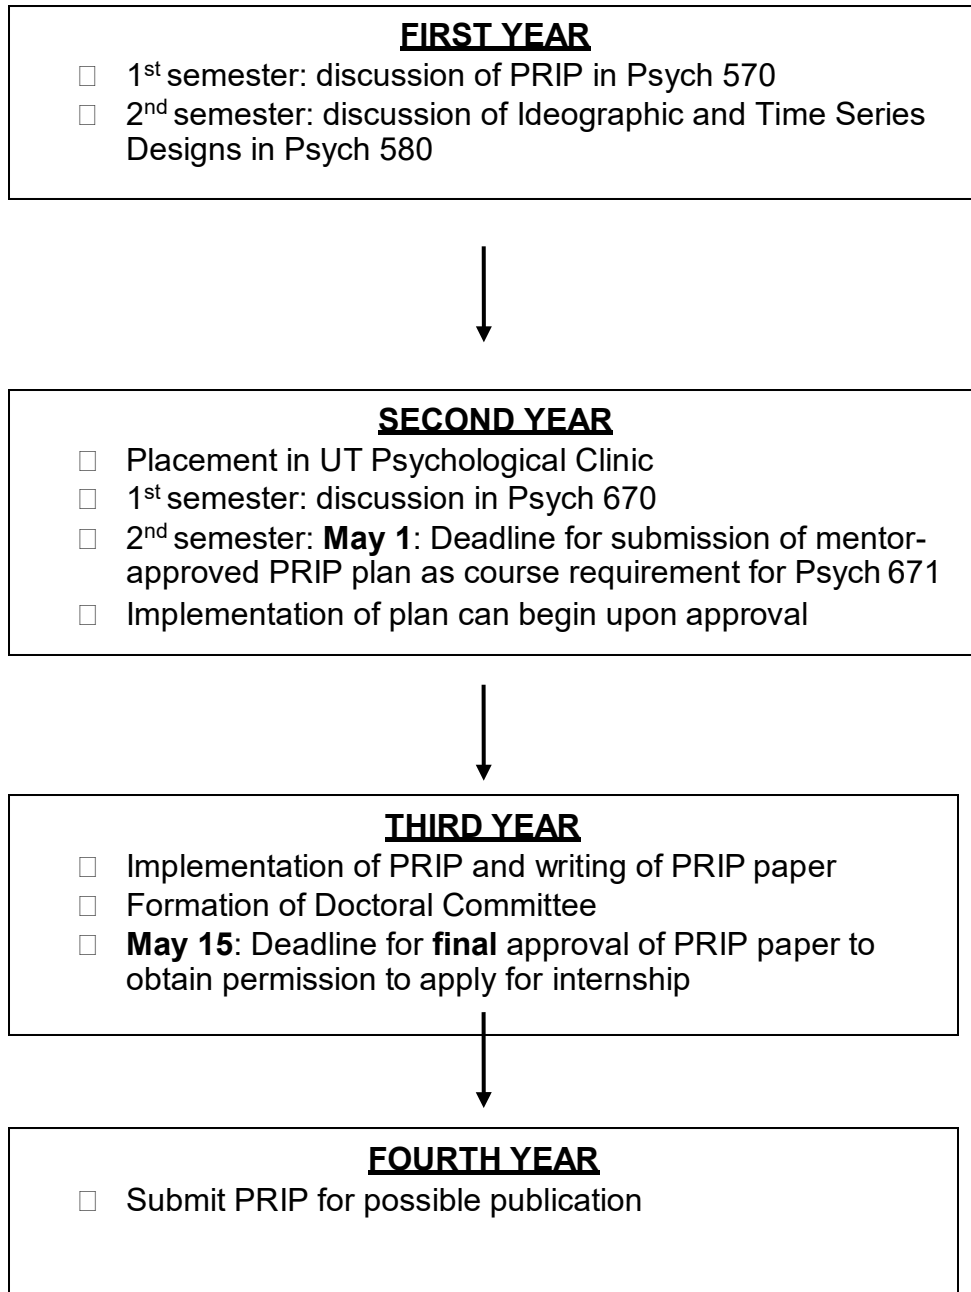 FIRST YEAR
☐ 1st semester: discussion of PRIP in Psych 570
☐ 2nd semester: discussion of Ideographic and Time Series
Designs in Psych 580
SECOND YEAR
☐ Placement in UT Psychological Clinic
☐ 1st semester: discussion in Psych 670
☐ 2nd semester: May 1: Deadline for submission of mentor-
approved PRIP plan as course requirement for Psych 671
☐ Implementation of plan can begin upon approval
THIRD YEAR
☐ Implementation of PRIP and writing of PRIP paper
☐ Formation of Doctoral Committee
☐ May 15: Deadline for final approval of PRIP paper to
obtain permission to apply for internship
FOURTH YEAR
☐ Submit PRIP for possible publication